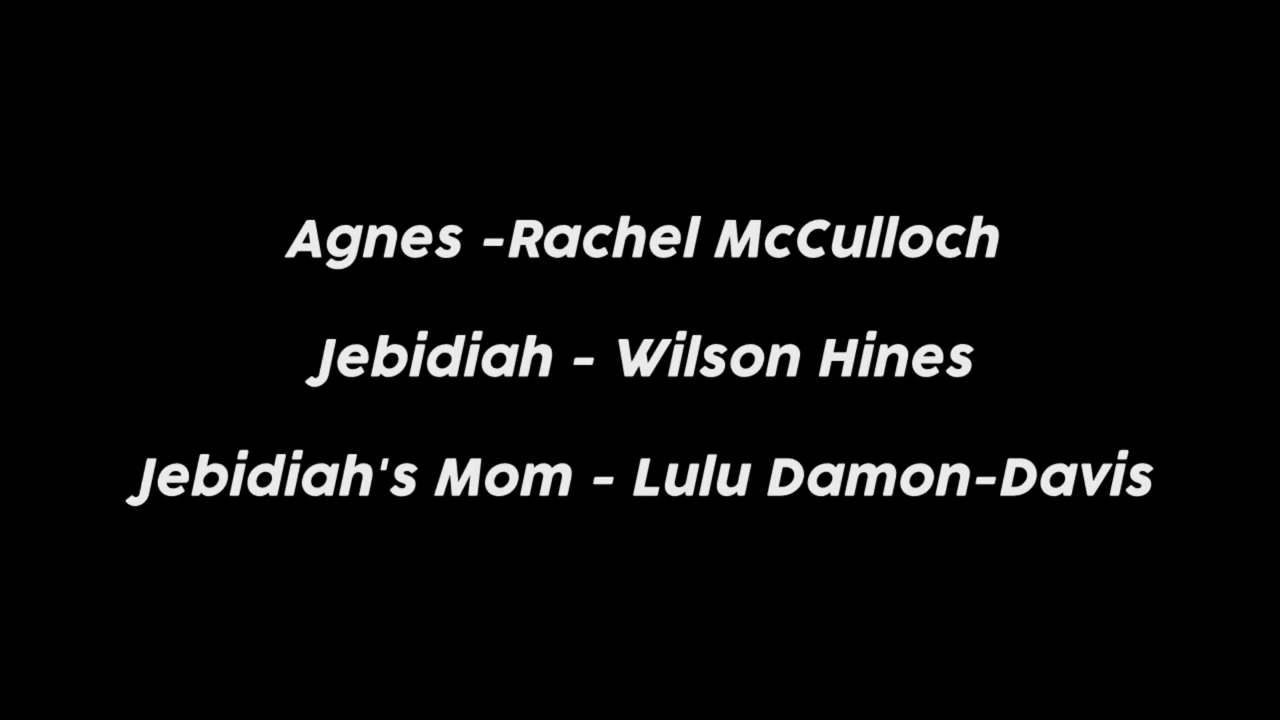 Agnes -Rachel McCulloch
Jebidiah - Wilson Hines
Jebidiah's Mom - Lulu Damon-Davis